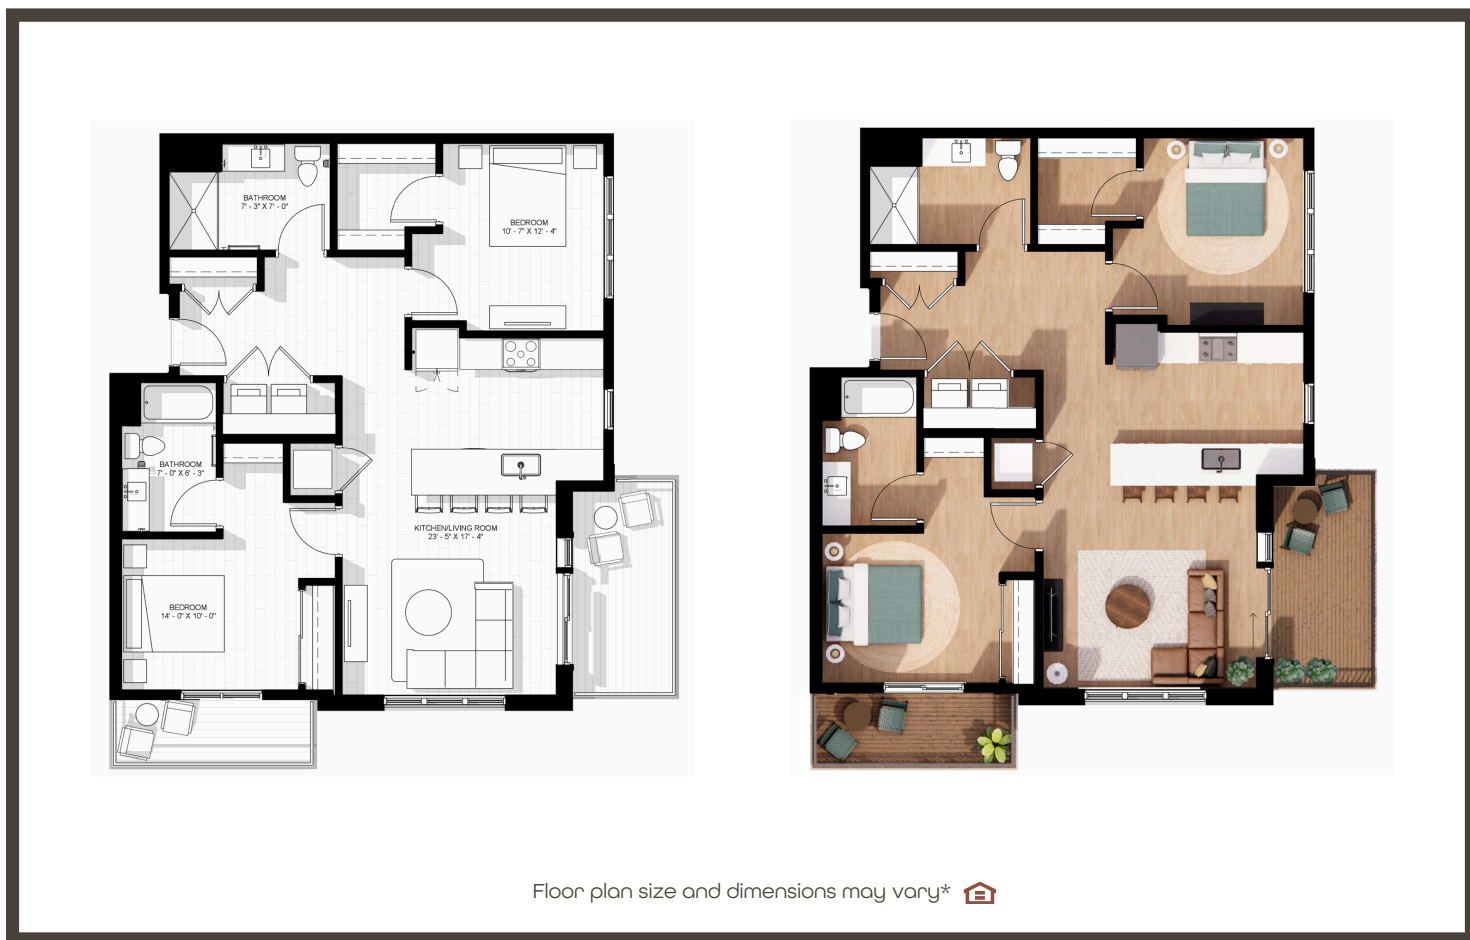 BATHROOM
7' - 3" X 7' - 0"
BEDROOM
10' - 7" X 12' - 4"
BATHROOM
7' - 0" X 6' - 3"
KITCHEN/LIVING ROOM
23' - 5" X 17' - 4"
BEDROOM
14' - 0" X 10' - 0"
Floor plan size and dimensions may vary*